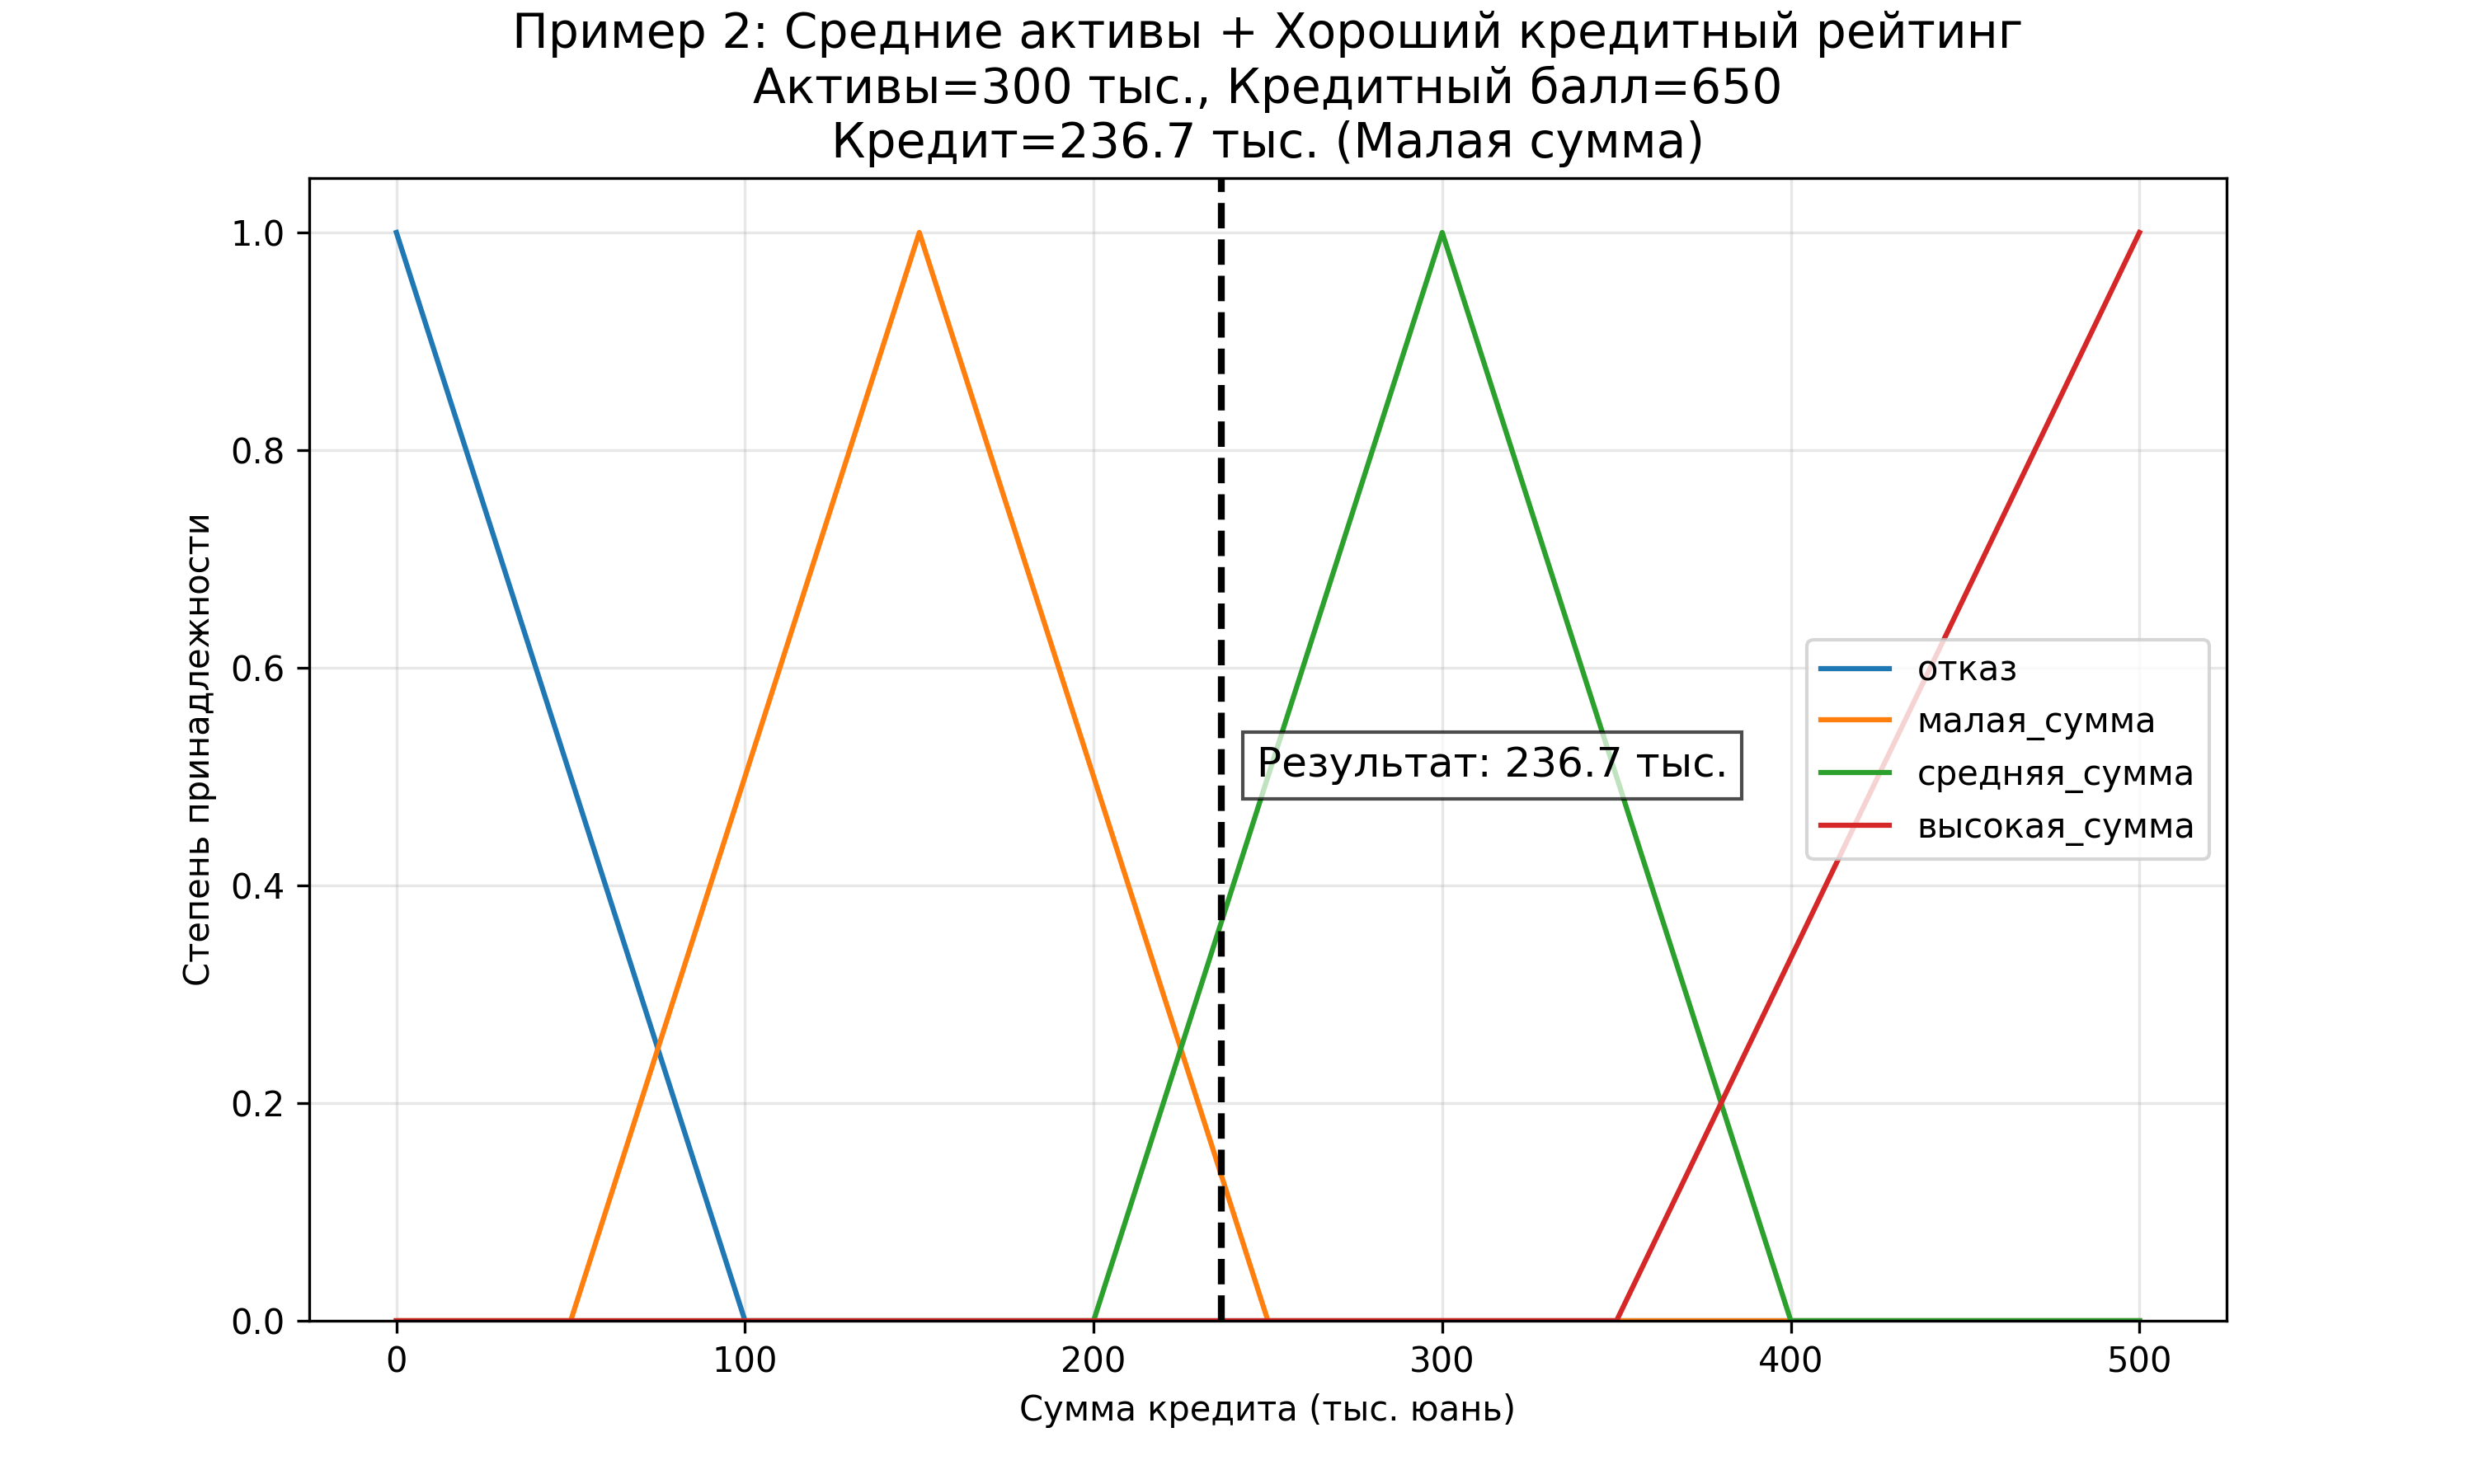 Пример 2: Средние активы + Хороший кредитный рейтинг
Активы=300 тыс., Кредитный балл=650
Кредит=236.7 тыс. (Малая сумма)
1.0
0.8
0.6
0.4
0.2
0.0
Степень принадлежности
Результат: 236.7 тыс.
отказ
малая_сумма
средняя_сумма
высокая_сумма
0
100
200
300
400
500
Сумма кредита (тыс. юань)